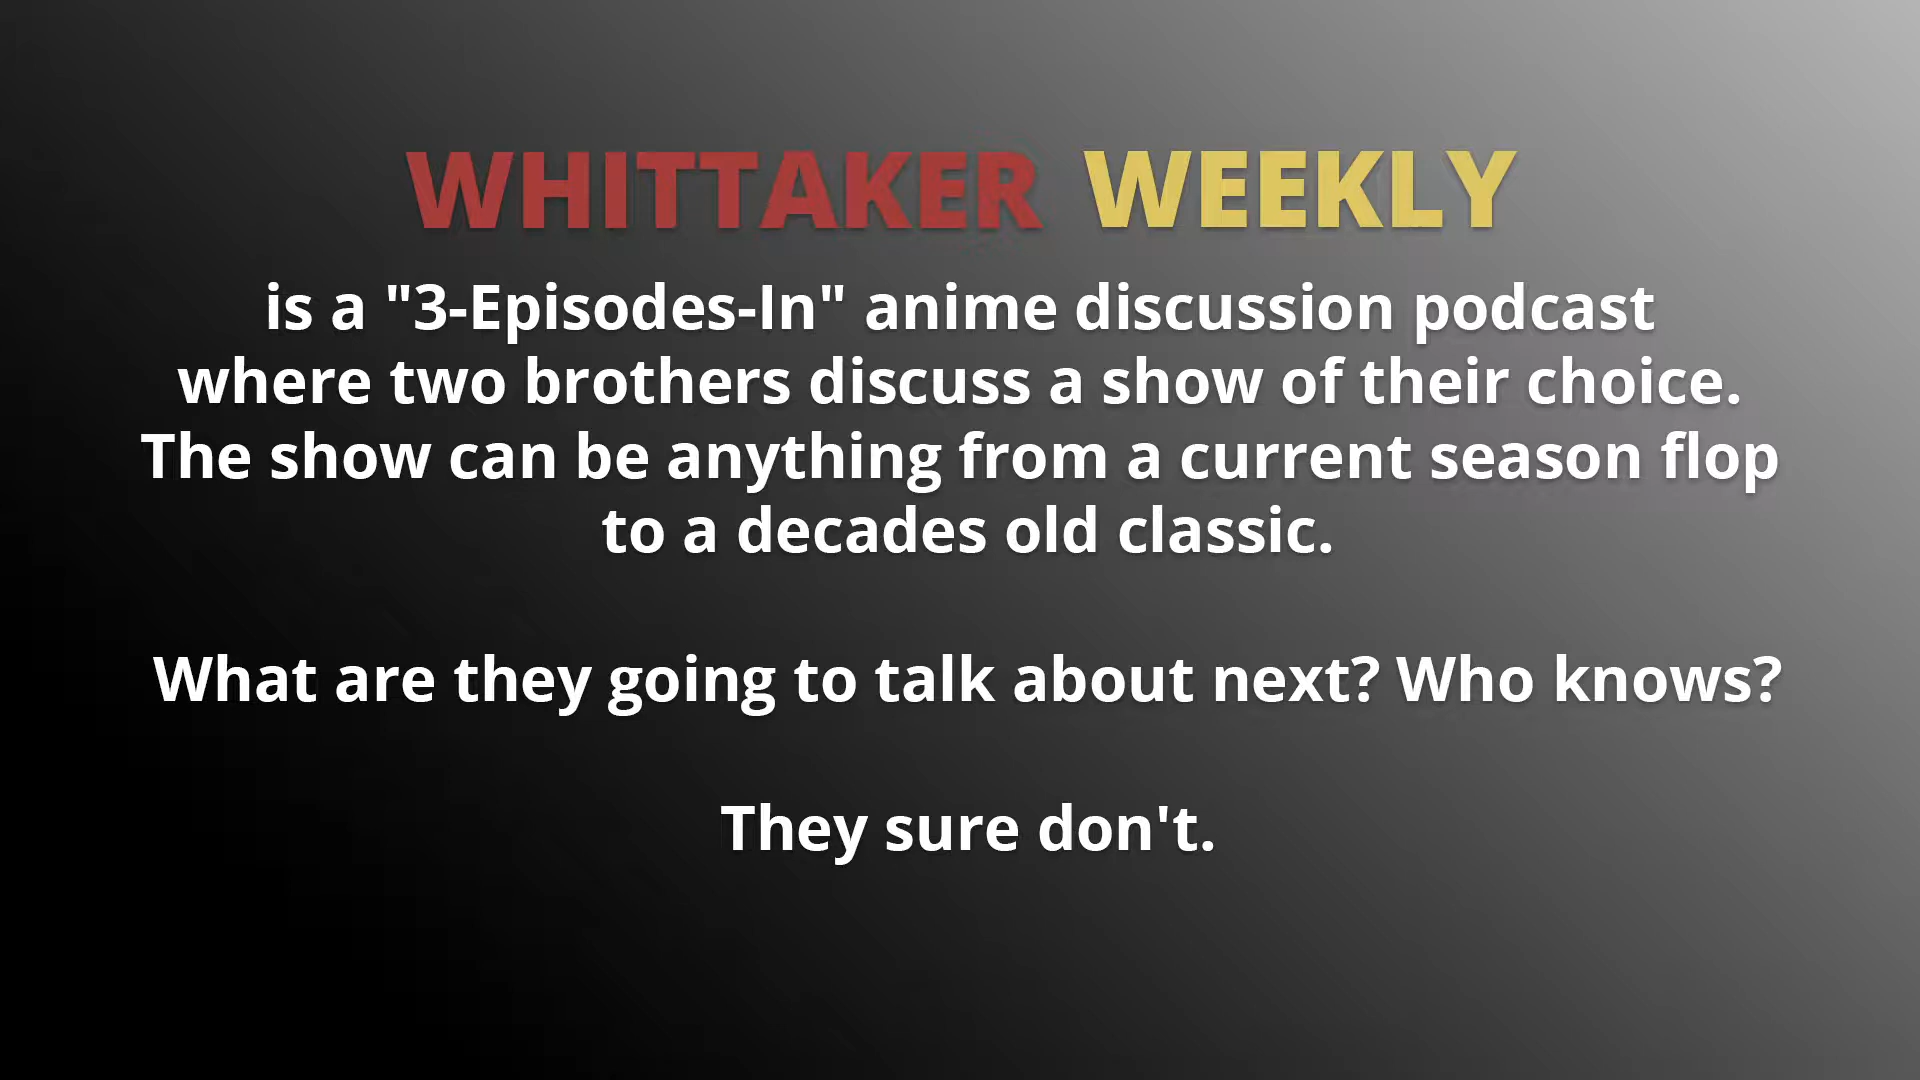 WHITTAKER WEEKLY
is a "3-Episodes-In" anime discussion podcast
where two brothers discuss a show of their choice.
The show can be anything from a current season flop
to a decades old classic.
What are they going to talk about next? Who knows?
They sure don't.